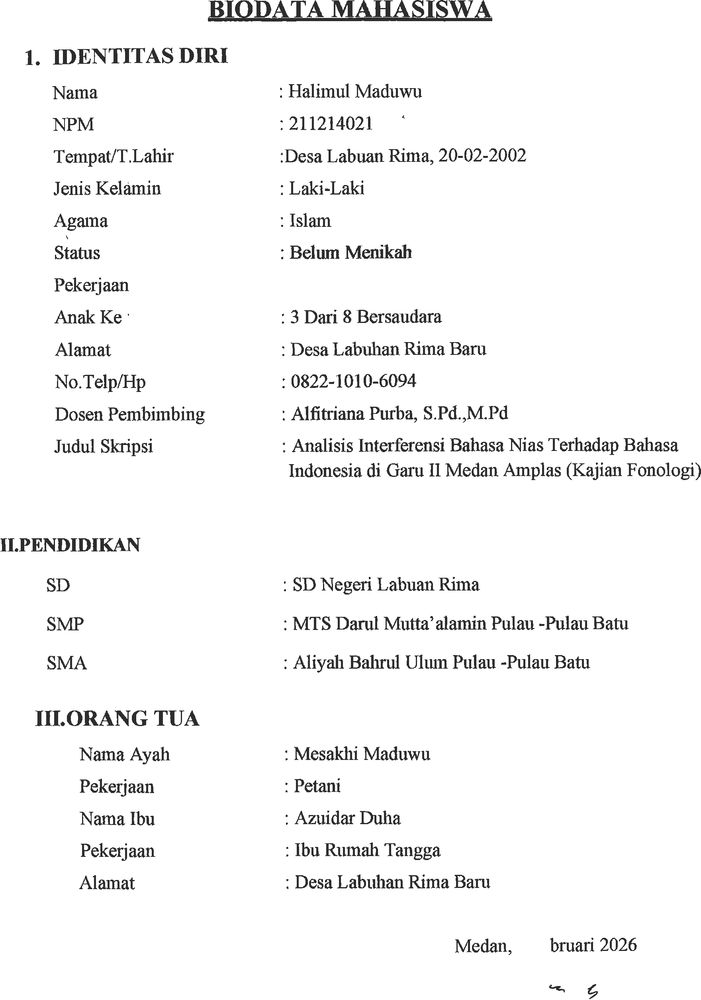 BIODATA MAHASISWA
1. IDENTITAS DIRI
Nama : Halimul Maduwu
NPM : 211214021
Tempat/T.Lahir :Desa Labuan Rima, 20-02-2002
Jenis Kelamin : Laki-Laki
Agama : Islam
Status : Belum Menikah
Pekerjaan
Anak Ke : 3 Dari 8 Bersaudara
Alamat : Desa Labuhan Rima Baru
No.Telp/Hp : 0822-1010-6094
Dosen Pembimbing : Alfitriana Purba, S.Pd.,M.Pd
Judul Skripsi : Analisis Interferensi Bahasa Nias Terhadap Bahasa
Indonesia di Garu II Medan Amplas (Kajian Fonologi)
II.PENDIDIKAN
SD : SD Negeri Labuan Rima
SMP : MTS Darul Mutta'alamin Pulau -Pulau Batu
SMA : Aliyah Bahrul Ulum Pulau -Pulau Batu
III.ORANG TUA
Nama Ayah : Mesakhi Maduwu
Pekerjaan : Petani
Nama Ibu : Azuidar Duha
Pekerjaan : Ibu Rumah Tangga
Alamat : Desa Labuhan Rima Baru
Medan, bruari 2026